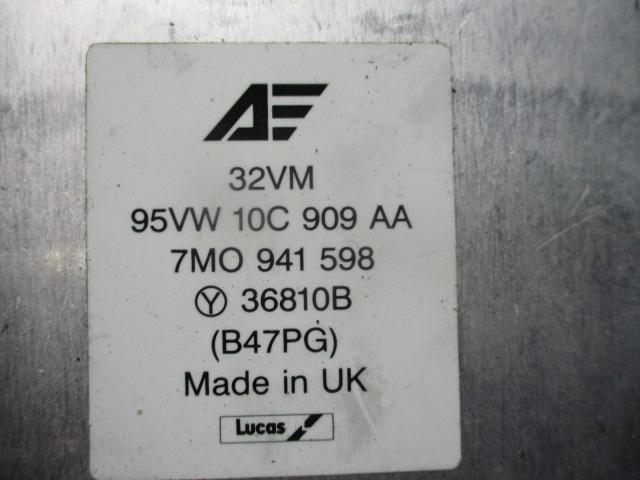 AE
32VM
95VW 10C 909 AA
7MO 941 598
Y 36810B
(B47PG)
Made in UK
Lucas